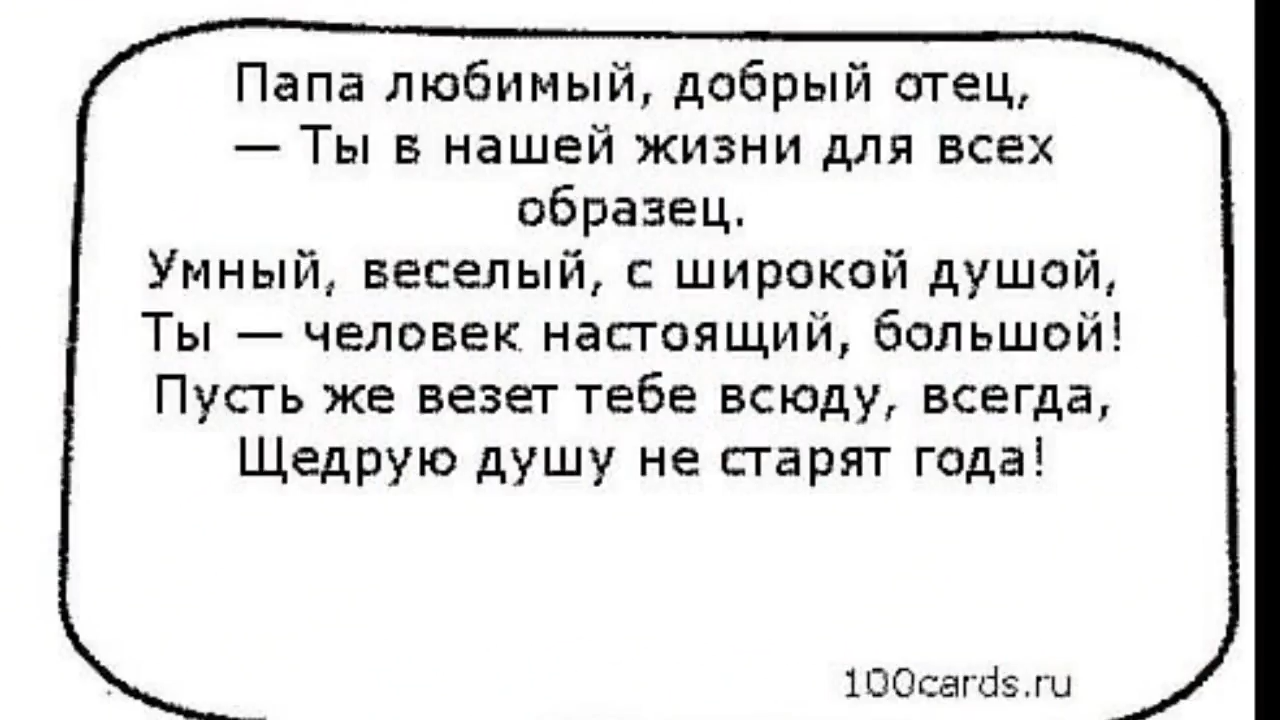 Папа любимый, добрый отец,
— Ты в нашей жизни для всех
образец.
Умный, веселый, с широкой душой,
Ты — человек настоящий, большой!
Пусть же везет тебе всюду, всегда,
Щедрую душу не старят года!
100cards.ru